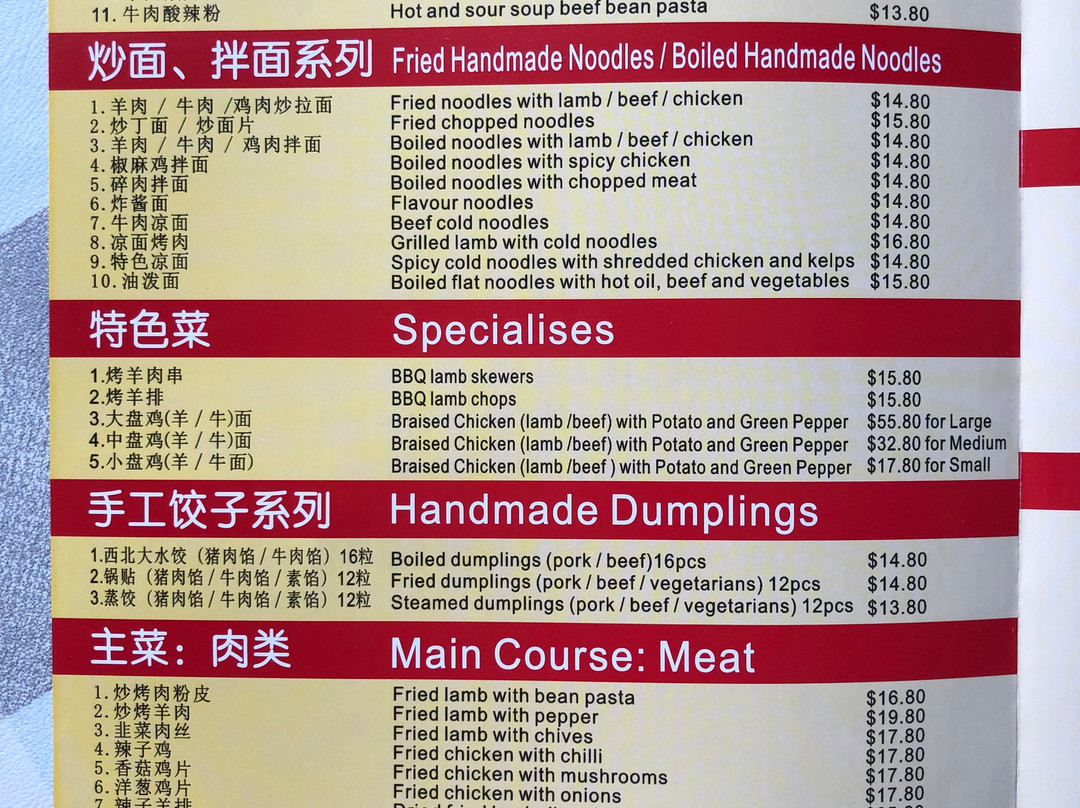 11. 牛肉酸辣粉 Hot and sour soup beef bean pasta $13.80
炒面、拌面系列 Fried Handmade Noodles / Boiled Handmade Noodles
1. 羊肉 / 牛肉 /鸡肉炒拉面 Fried noodles with lamb / beef / chicken $14.80
2. 炒丁面 / 炒面片 Fried chopped noodles $15.80
3. 羊肉 / 牛肉 / 鸡肉拌面 Boiled noodles with lamb / beef / chicken $14.80
4. 椒麻鸡拌面 Boiled noodles with spicy chicken $14.80
5. 碎肉拌面 Boiled noodles with chopped meat $14.80
6. 炸酱面 Flavour noodles $14.80
7. 牛肉凉面 Beef cold noodles $14.80
8. 凉面烤肉 Grilled lamb with cold noodles $16.80
9. 特色凉面 Spicy cold noodles with shredded chicken and kelps $14.80
10. 油泼面 Boiled flat noodles with hot oil, beef and vegetables $15.80
特色菜 Specialises
1.烤羊肉串 BBQ lamb skewers $15.80
2.烤羊排 BBQ lamb chops $15.80
3.大盘鸡(羊 / 牛)面 Braised Chicken (lamb /beef) with Potato and Green Pepper $55.80 for Large
4.中盘鸡(羊 / 牛)面 Braised Chicken (lamb /beef) with Potato and Green Pepper $32.80 for Medium
5.小盘鸡(羊 / 牛面) Braised Chicken (lamb /beef ) with Potato and Green Pepper $17.80 for Small
手工饺子系列 Handmade Dumplings
1.西北大水饺（猪肉馅 / 牛肉馅）16粒 Boiled dumplings (pork / beef)16pcs $14.80
2.锅贴（猪肉馅 / 牛肉馅 / 素馅）12粒 Fried dumplings (pork / beef / vegetarians) 12pcs $14.80
3.蒸饺（猪肉馅 / 牛肉馅 / 素馅）12粒 Steamed dumplings (pork / beef / vegetarians) 12pcs $13.80
主菜：肉类 Main Course: Meat
1. 炒烤肉粉皮 Fried lamb with bean pasta $16.80
2. 炒烤羊肉 Fried lamb with pepper $19.80
3. 韭菜肉丝 Fried lamb with chives $17.80
4. 辣子鸡 Fried chicken with chilli $17.80
5. 香菇鸡片 Fried chicken with mushrooms $17.80
6. 洋葱鸡片 Fried chicken with onions $17.80
7. 辣子羊排